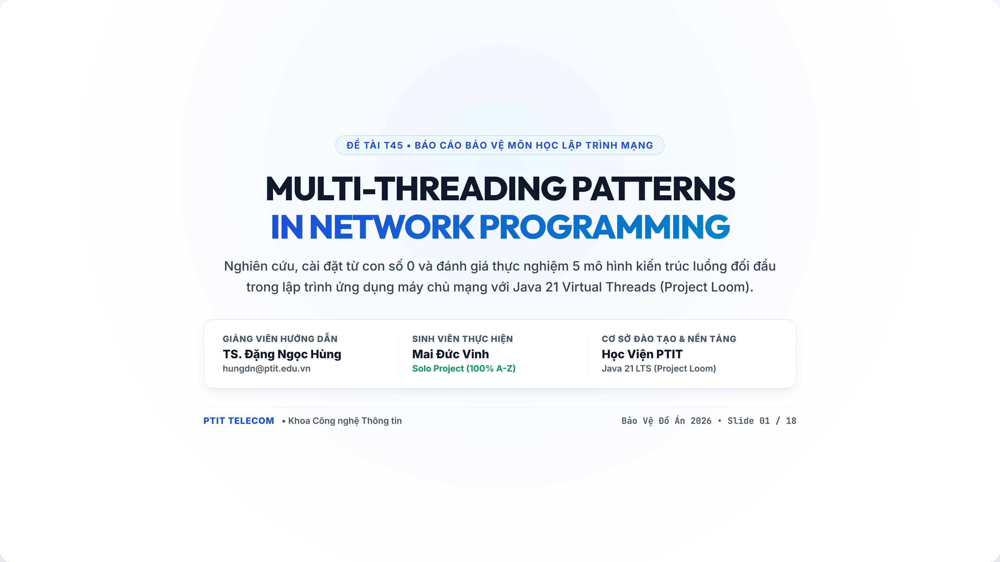 ĐỀ TÀI T45 • BÁO CÁO BẢO VỆ MÔN HỌC LẬP TRÌNH MẠNG
MULTI-THREADING PATTERNS
IN NETWORK PROGRAMMING
Nghiên cứu, cài đặt từ con số 0 và đánh giá thực nghiệm 5 mô hình kiến trúc luồng đối đầu
trong lập trình ứng dụng máy chủ mạng với Java 21 Virtual Threads (Project Loom).
GIẢNG VIÊN HƯỚNG DẪN
TS. Đặng Ngọc Hùng
hungdn@ptit.edu.vn
SINH VIÊN THỰC HIỆN
Mai Đức Vinh
Solo Project (100% A-Z)
CƠ SỞ ĐÀO TẠO & NỀN TẢNG
Học Viện PTIT
Java 21 LTS (Project Loom)
PTIT TELECOM • Khoa Công nghệ Thông tin
Bảo Vệ Đồ Án 2026 • Slide 01 / 18